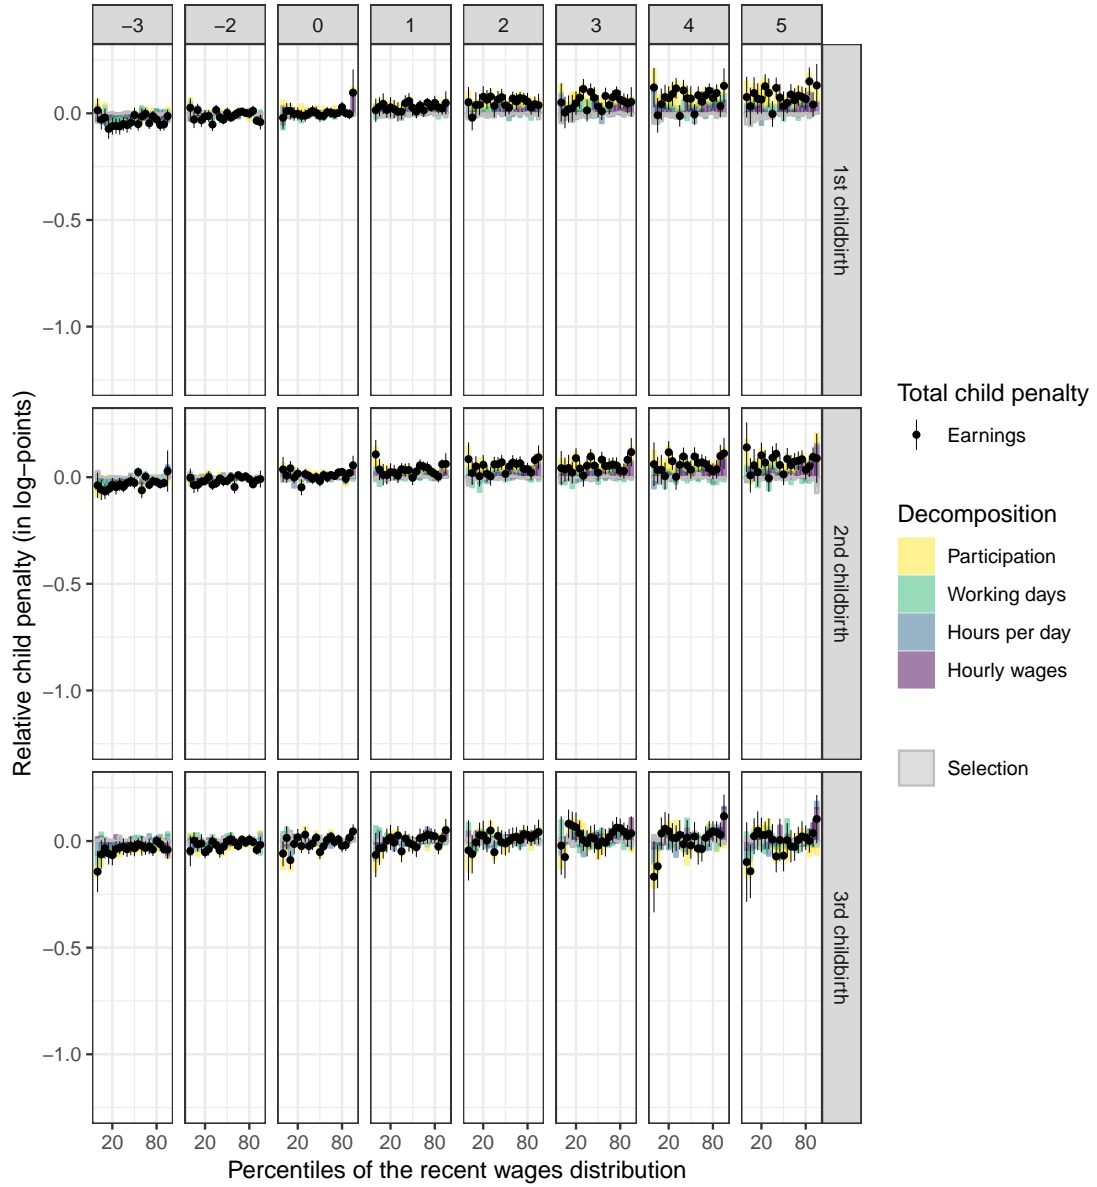 −3 −2 0 1 2 3 4 5
0.0
−0.5
−1.0
1st childbirth
0.0
−0.5
−1.0
2nd childbirth
0.0
−0.5
−1.0
3rd childbirth
20 80 20 80 20 80 20 80 20 80 20 80 20 80 20 80
Percentiles of the recent wages distribution
Relative child penalty (in log−points)
Total child penalty
Earnings
Decomposition
Participation
Working days
Hours per day
Hourly wages
Selection